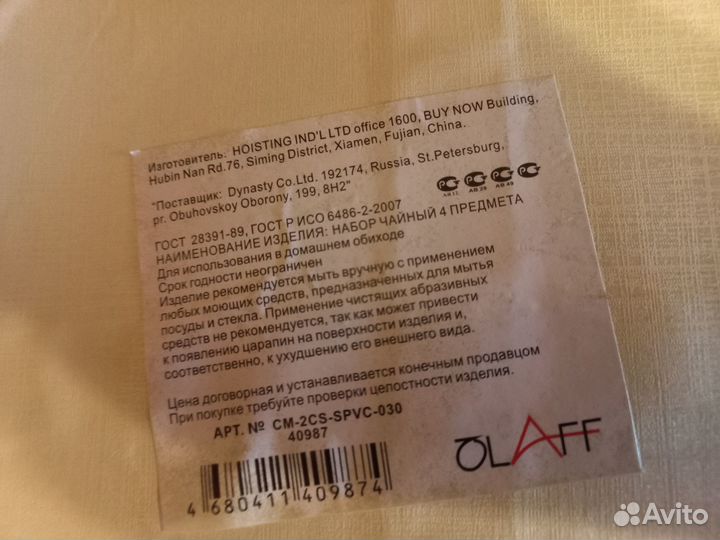 Изготовитель: HOISTING IND'L LTD office 1600, BUY NOW Building,
Hubin Nan Rd.76, Siming District, Xiamen, Fujian, China.
"Поставщик: Dynasty Co.Ltd. 192174, Russia, St.Petersburg,
pr. Obuhovskoy Oborony, 199, 8H2"
ГОСТ 28391-89, ГОСТ Р ИСО 6486-2-2007
НАИМЕНОВАНИЕ ИЗДЕЛИЯ: НАБОР ЧАЙНЫЙ 4 ПРЕДМЕТА
Для использования в домашнем обиходе
Срок годности неограничен
Изделие рекомендуется мыть вручную с применением
любых моющих средств, предназначенных для мытья
посуды и стекла. Применение чистящих абразивных
средств не рекомендуется, так как может привести
к появлению царапин на поверхности изделия и,
следовательно, к ухудшению его внешнего вида.
Цена договорная и устанавливается конечным продавцом
При покупке требуйте проверки целостности изделия.
АРТ. № CM-2CS-SPVC-030
40987
4 680411 409874
OLAFF
Avito